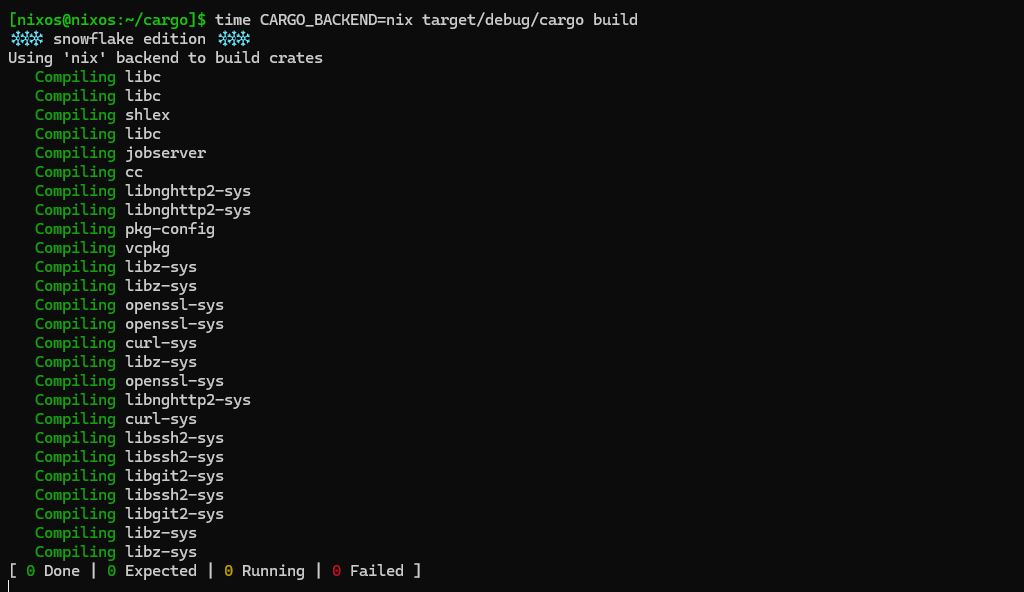 [nixos@nixos:~/cargo]$ time CARGO_BACKEND=nix target/debug/cargo build
❄❄❄ snowflake edition ❄❄❄
Using 'nix' backend to build crates
Compiling libc
Compiling libc
Compiling shlex
Compiling libc
Compiling jobserver
Compiling cc
Compiling libnghttp2-sys
Compiling libnghttp2-sys
Compiling pkg-config
Compiling vcpkg
Compiling libz-sys
Compiling libz-sys
Compiling openssl-sys
Compiling openssl-sys
Compiling curl-sys
Compiling libz-sys
Compiling openssl-sys
Compiling libnghttp2-sys
Compiling curl-sys
Compiling libssh2-sys
Compiling libssh2-sys
Compiling libgit2-sys
Compiling libssh2-sys
Compiling libgit2-sys
Compiling libz-sys
Compiling libz-sys
[ 0 Done | 0 Expected | 0 Running | 0 Failed ]